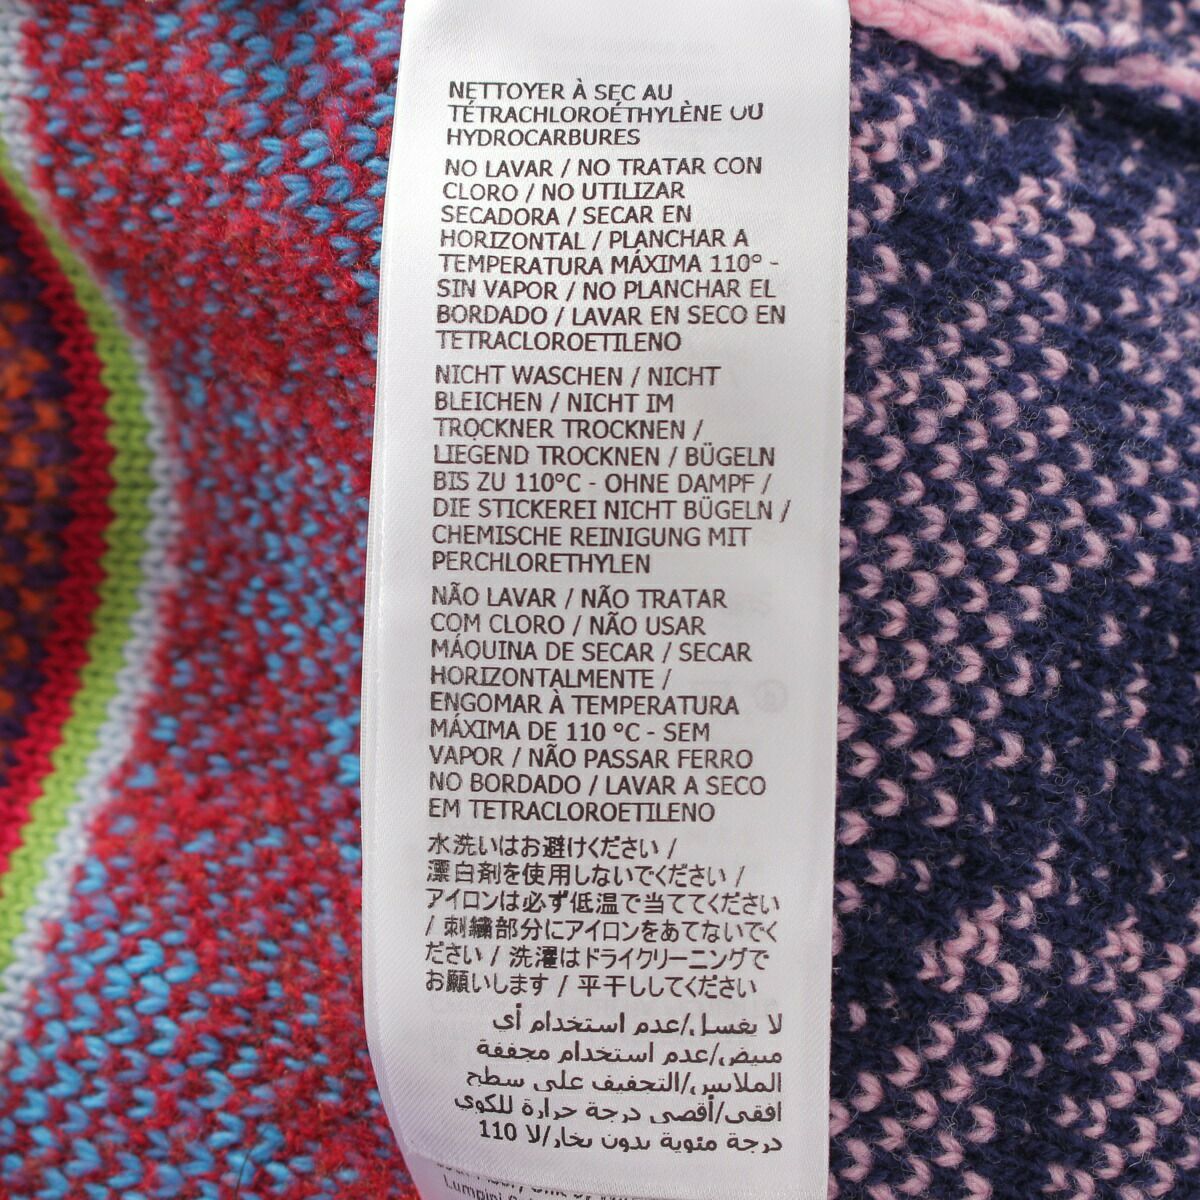 NETTOYER À SEC AU
TÉTRACHLOROÉTHYLÈNE OU
HYDROCARBURES
NO LAVAR / NO TRATAR CON
CLORO / NO UTILIZAR
SECADORA / SECAR EN
HORIZONTAL / PLANCHAR A
TEMPERATURA MÁXIMA 110° -
SIN VAPOR / NO PLANCHAR EL
BORDADO / LAVAR EN SECO EN
TETRACLOROETILENO
NICHT WASCHEN / NICHT
BLEICHEN / NICHT IM
TROCKNER TROCKNEN /
LIEGEND TROCKNEN / BÜGELN
BIS ZU 110°C - OHNE DAMPF /
DIE STICKEREI NICHT BÜGELN /
CHEMISCHE REINIGUNG MIT
PERCHLORETHYLEN
NÃO LAVAR / NÃO TRATAR
COM CLORO / NÃO USAR
MÁQUINA DE SECAR / SECAR
HORIZONTALMENTE /
ENGOMAR À TEMPERATURA
MÁXIMA DE 110 °C - SEM
VAPOR / NÃO PASSAR FERRO
NO BORDADO / LAVAR A SECO
EM TETRACLOROETILENO
水洗いはお避けください /
漂白剤を使用しないでください /
アイロンは必ず低温で当ててください
/ 刺繍部分にアイロンをあてないでく
ださい / 洗濯はドライクリーニングで
お願いします / 平干ししてください
لا يغسل/عدم استخدام أي
مبيض/عدم استخدام مجففة
الملابس/التجفيف على سطح
افقي/أقصى درجة حرارة للكوي
110 درجة مئوية بدون بخار/لا
Lumpini